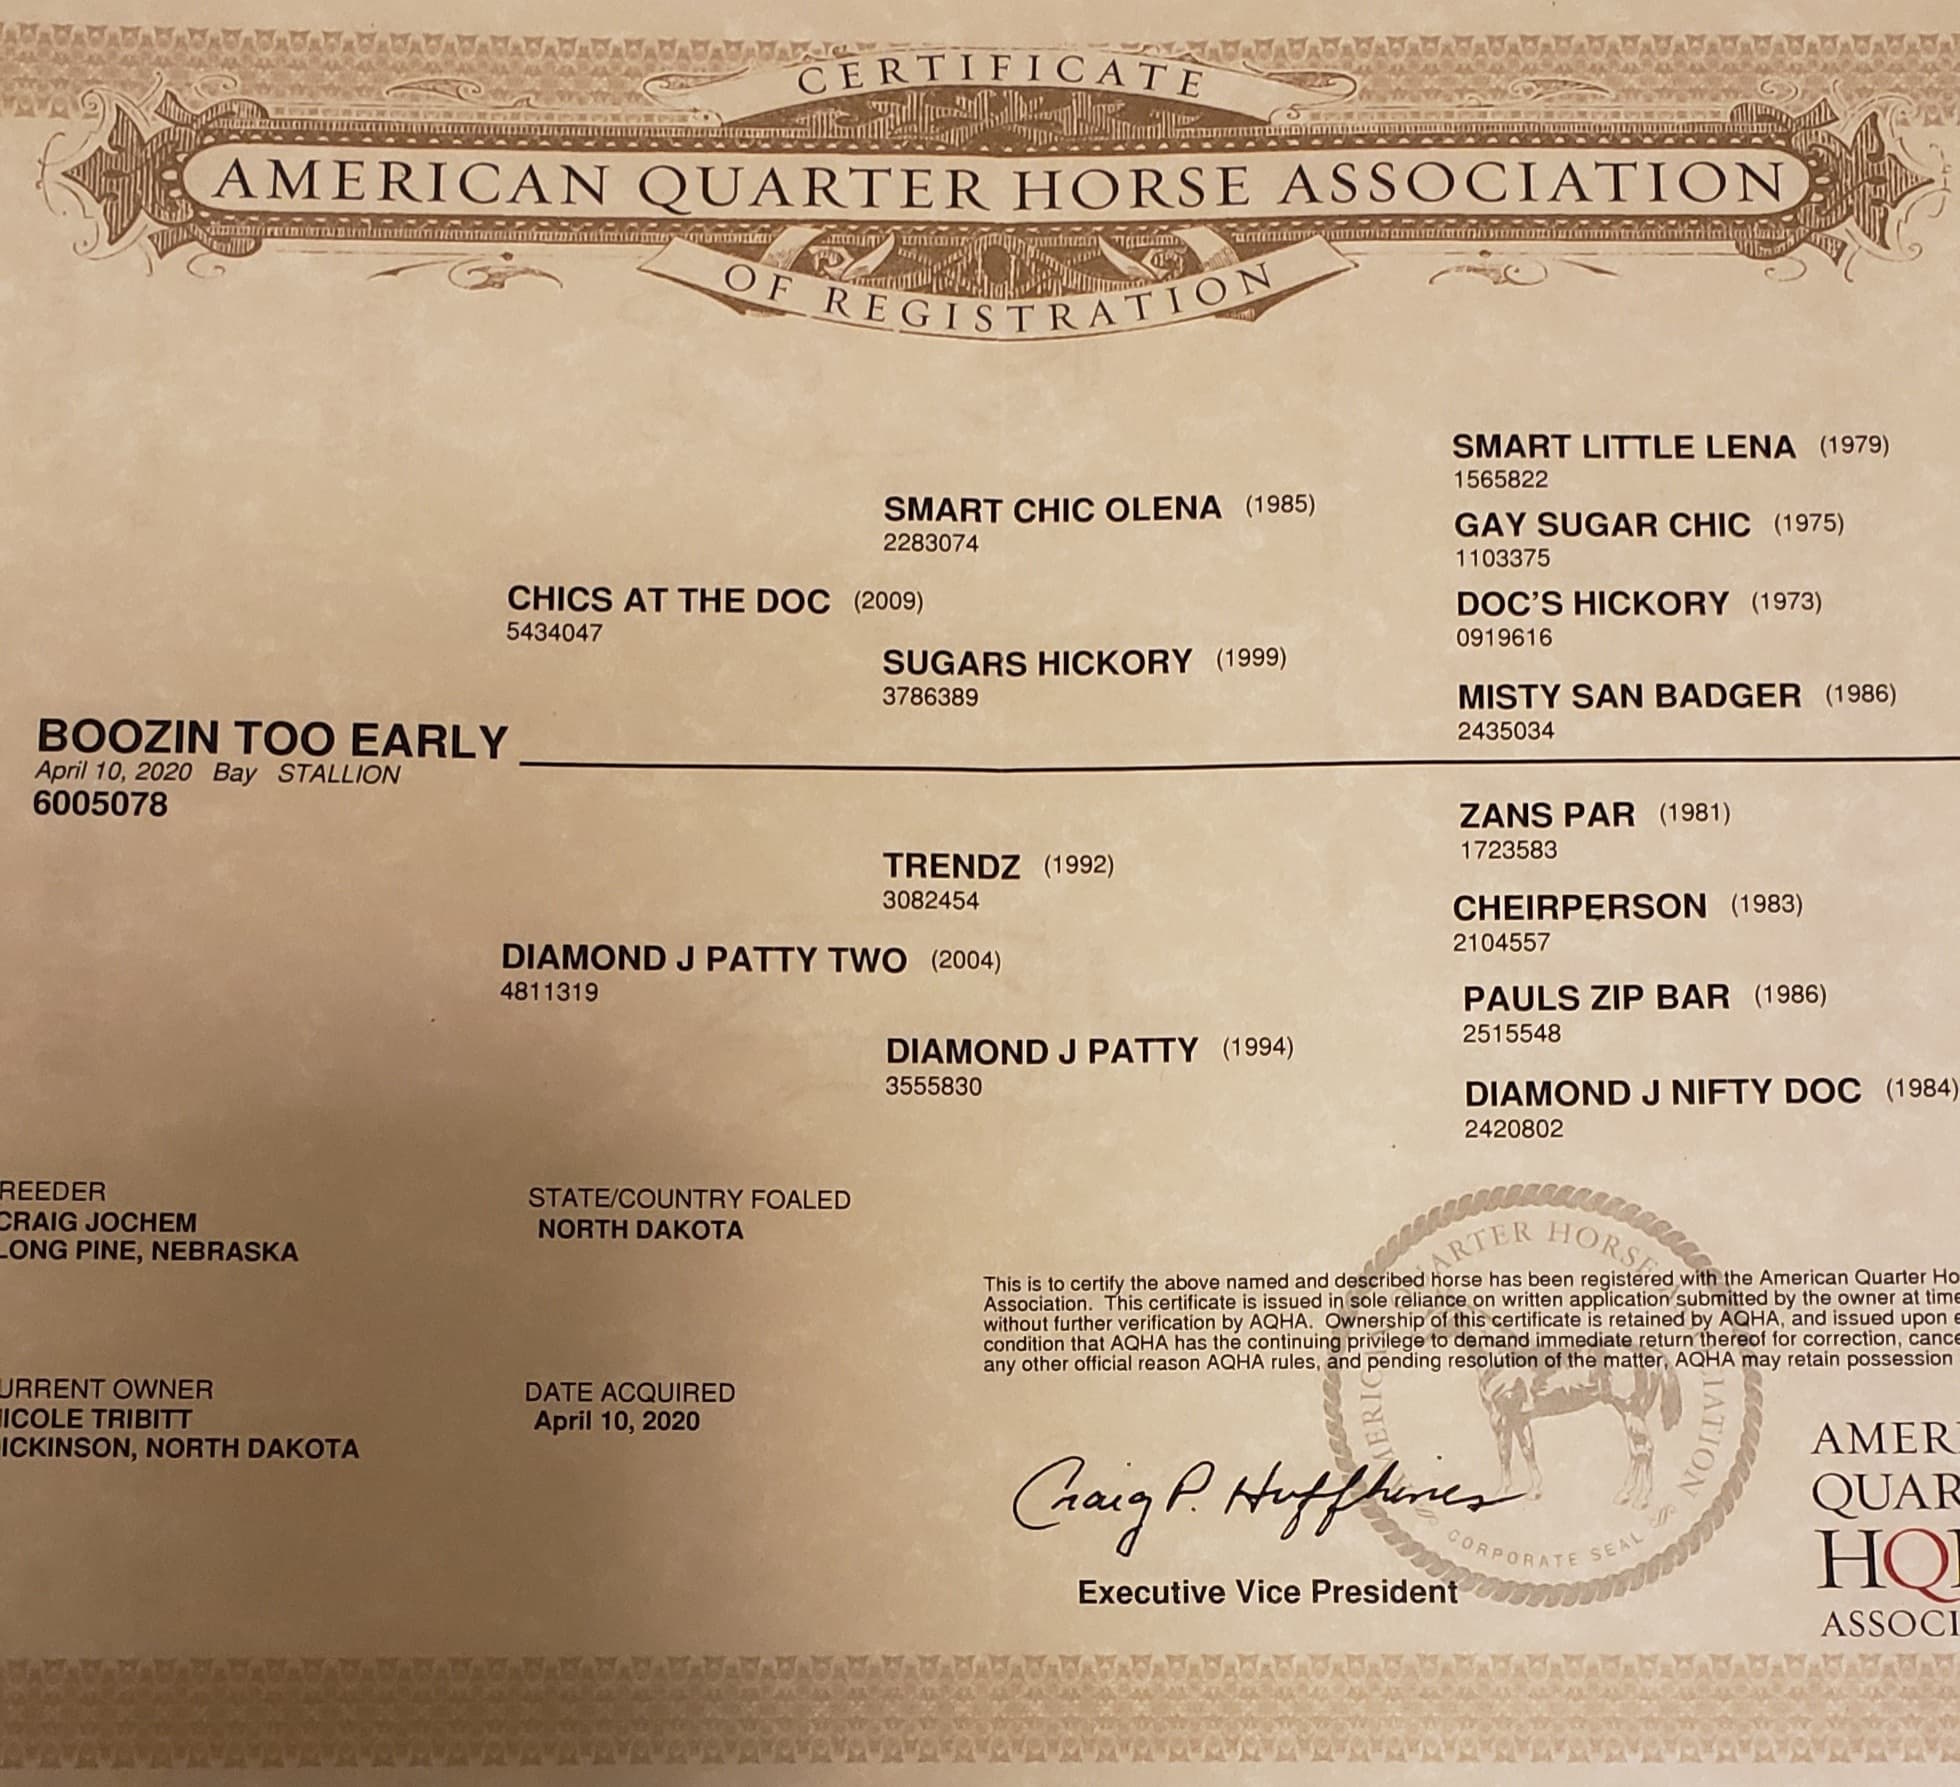 CERTIFICATE
AMERICAN QUARTER HORSE ASSOCIATION
OF REGISTRATION
SMART LITTLE LENA (1979)
1565822
SMART CHIC OLENA (1985)
2283074
GAY SUGAR CHIC (1975)
1103375
CHICS AT THE DOC (2009)
5434047
DOC'S HICKORY (1973)
0919616
SUGARS HICKORY (1999)
3786389
MISTY SAN BADGER (1986)
2435034
BOOZIN TOO EARLY
April 10, 2020 Bay STALLION
6005078
ZANS PAR (1981)
1723583
TRENDZ (1992)
3082454
CHEIRPERSON (1983)
2104557
DIAMOND J PATTY TWO (2004)
4811319
PAULS ZIP BAR (1986)
2515548
DIAMOND J PATTY (1994)
3555830
DIAMOND J NIFTY DOC (1984)
2420802
REEDER
CRAIG JOCHEM
LONG PINE, NEBRASKA
STATE/COUNTRY FOALED
NORTH DAKOTA
This is to certify the above named and described horse has been registered with the American Quarter Ho
Association. This certificate is issued in sole reliance on written application submitted by the owner at time
without further verification by AQHA. Ownership of this certificate is retained by AQHA, and issued upon e
condition that AQHA has the continuing privilege to demand immediate return thereof for correction, cance
any other official reason AQHA rules, and pending resolution of the matter, AQHA may retain possession
URRENT OWNER
ICOLE TRIBITT
ICKINSON, NORTH DAKOTA
DATE ACQUIRED
April 10, 2020
Craig P. Huffhines
Executive Vice President
CORPORATE SEAL
AMER
QUAR
HQ
ASSOCI